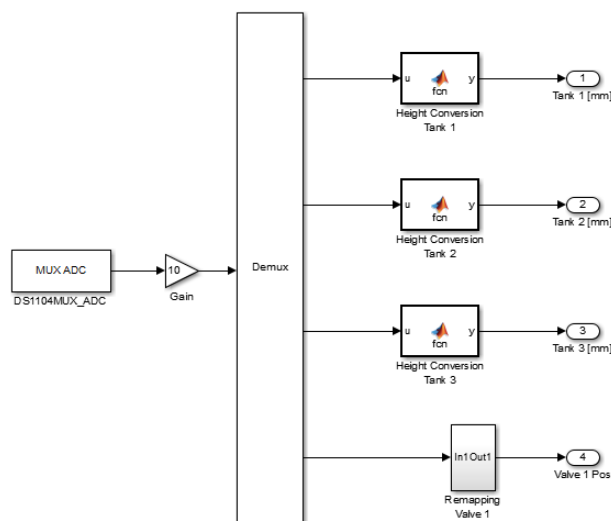 u
fcn
y
Height Conversion
Tank 1
1
Tank 1 [mm]
u
fcn
y
Height Conversion
Tank 2
2
Tank 2 [mm]
MUX ADC
DS1104MUX_ADC
10
Gain
Demux
u
fcn
y
Height Conversion
Tank 3
3
Tank 3 [mm]
In1Out1
Remapping
Valve 1
4
Valve 1 Pos